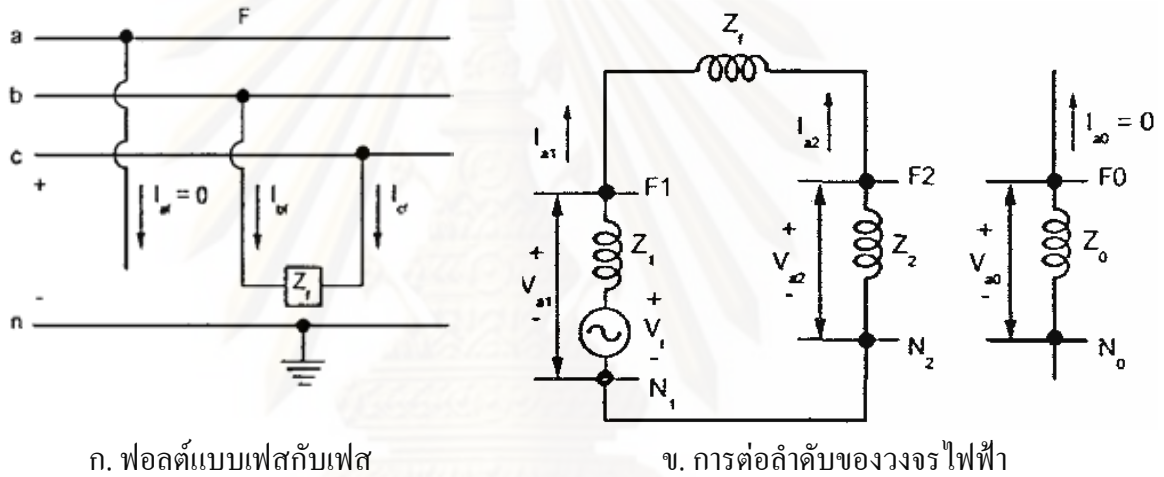 F
a
b
c
+
I_af = 0
I_bf
I_cf
Z_f
-
n
ก. ฟอลต์แบบเฟสกับเฟส
Z_f
I_a1
I_a2
I_a0 = 0
F1
F2
F0
+
V_a1
-
Z_1
+
V_f
-
N_1
+
V_a2
-
Z_2
N_2
+
V_a0
-
Z_0
N_0
ข. การต่อลำดับของวงจรไฟฟ้า